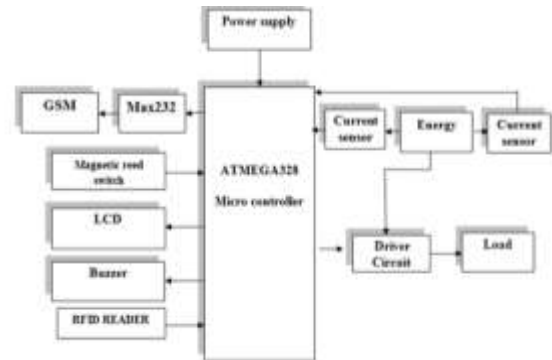 Power supply
GSM
Max232
Current
sensor
Energy
Current
sensor
Magnetic reed
switch
ATMEGA328
Micro controller
LCD
Driver
Circuit
Load
Buzzer
RFID READER